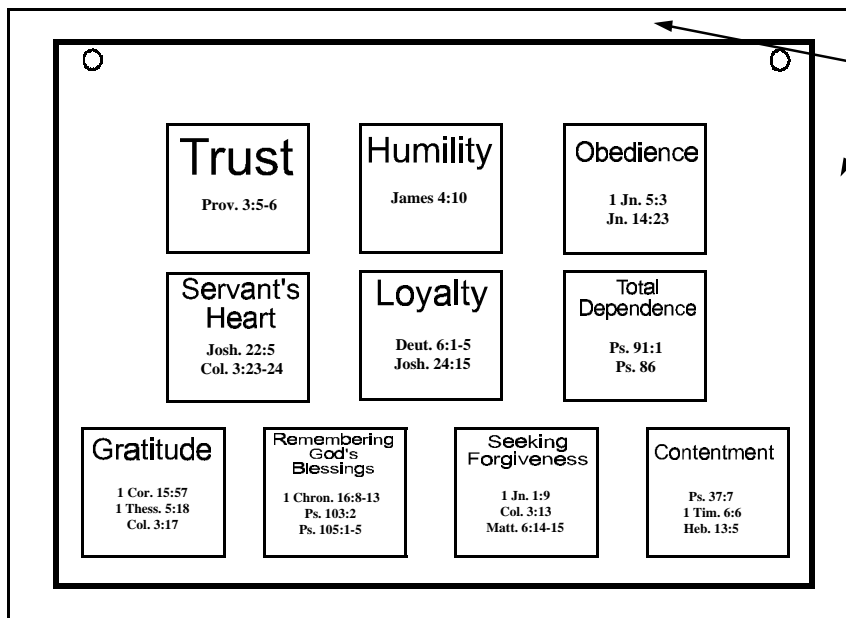 Trust
Prov. 3:5-6
Humility
James 4:10
Obedience
1 Jn. 5:3
Jn. 14:23
Servant's
Heart
Josh. 22:5
Col. 3:23-24
Loyalty
Deut. 6:1-5
Josh. 24:15
Total
Dependence
Ps. 91:1
Ps. 86
Gratitude
1 Cor. 15:57
1 Thess. 5:18
Col. 3:17
Remembering
God's
Blessings
1 Chron. 16:8-13
Ps. 103:2
Ps. 105:1-5
Seeking
Forgiveness
1 Jn. 1:9
Col. 3:13
Matt. 6:14-15
Contentment
Ps. 37:7
1 Tim. 6:6
Heb. 13:5